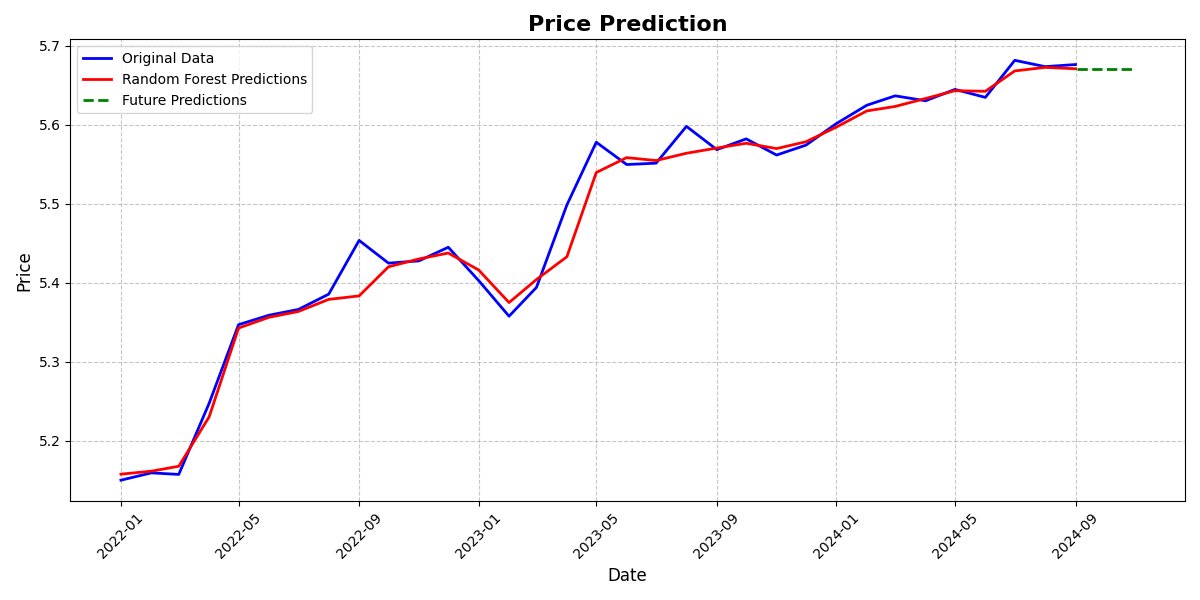 Price Prediction
Original Data
Random Forest Predictions
Future Predictions
Price
5.7
5.6
5.5
5.4
5.3
5.2
2022-01
2022-05
2022-09
2023-01
2023-05
2023-09
2024-01
2024-05
2024-09
Date